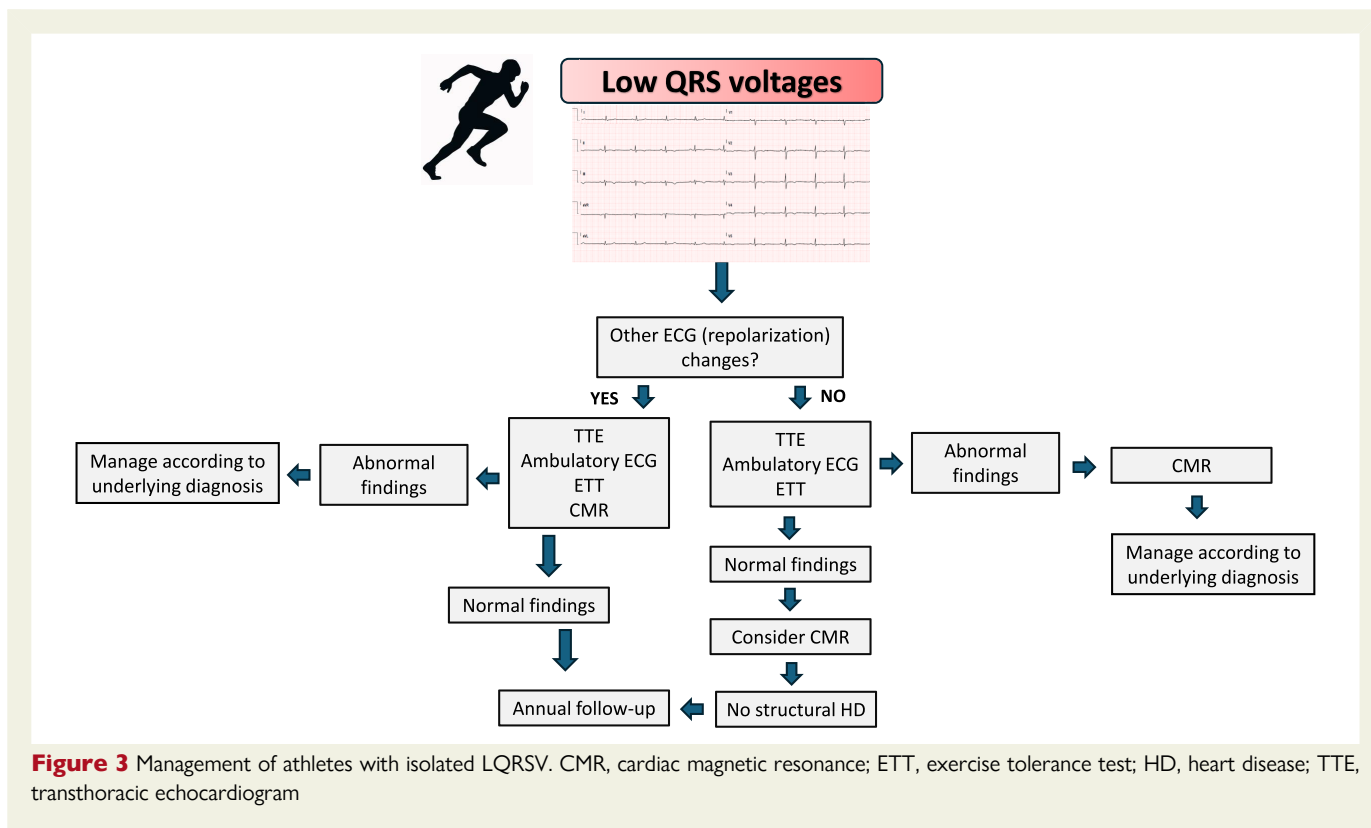 Low QRS voltages
Other ECG (repolarization)
changes?
YES
NO
TTE
Ambulatory ECG
ETT
CMR
Abnormal
findings
Manage according to
underlying diagnosis
Normal findings
TTE
Ambulatory ECG
ETT
Abnormal
findings
CMR
Manage according to
underlying diagnosis
Normal findings
Consider CMR
No structural HD
Annual follow-up
Figure 3 Management of athletes with isolated LQRSV. CMR, cardiac magnetic resonance; ETT, exercise tolerance test; HD, heart disease; TTE,
transthoracic echocardiogram